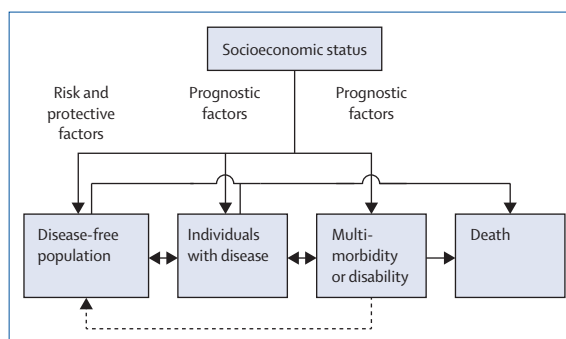 Socioeconomic status
Risk and
protective
factors
Prognostic
factors
Prognostic
factors
Disease-free
population
Individuals
with disease
Multi-
morbidity
or disability
Death